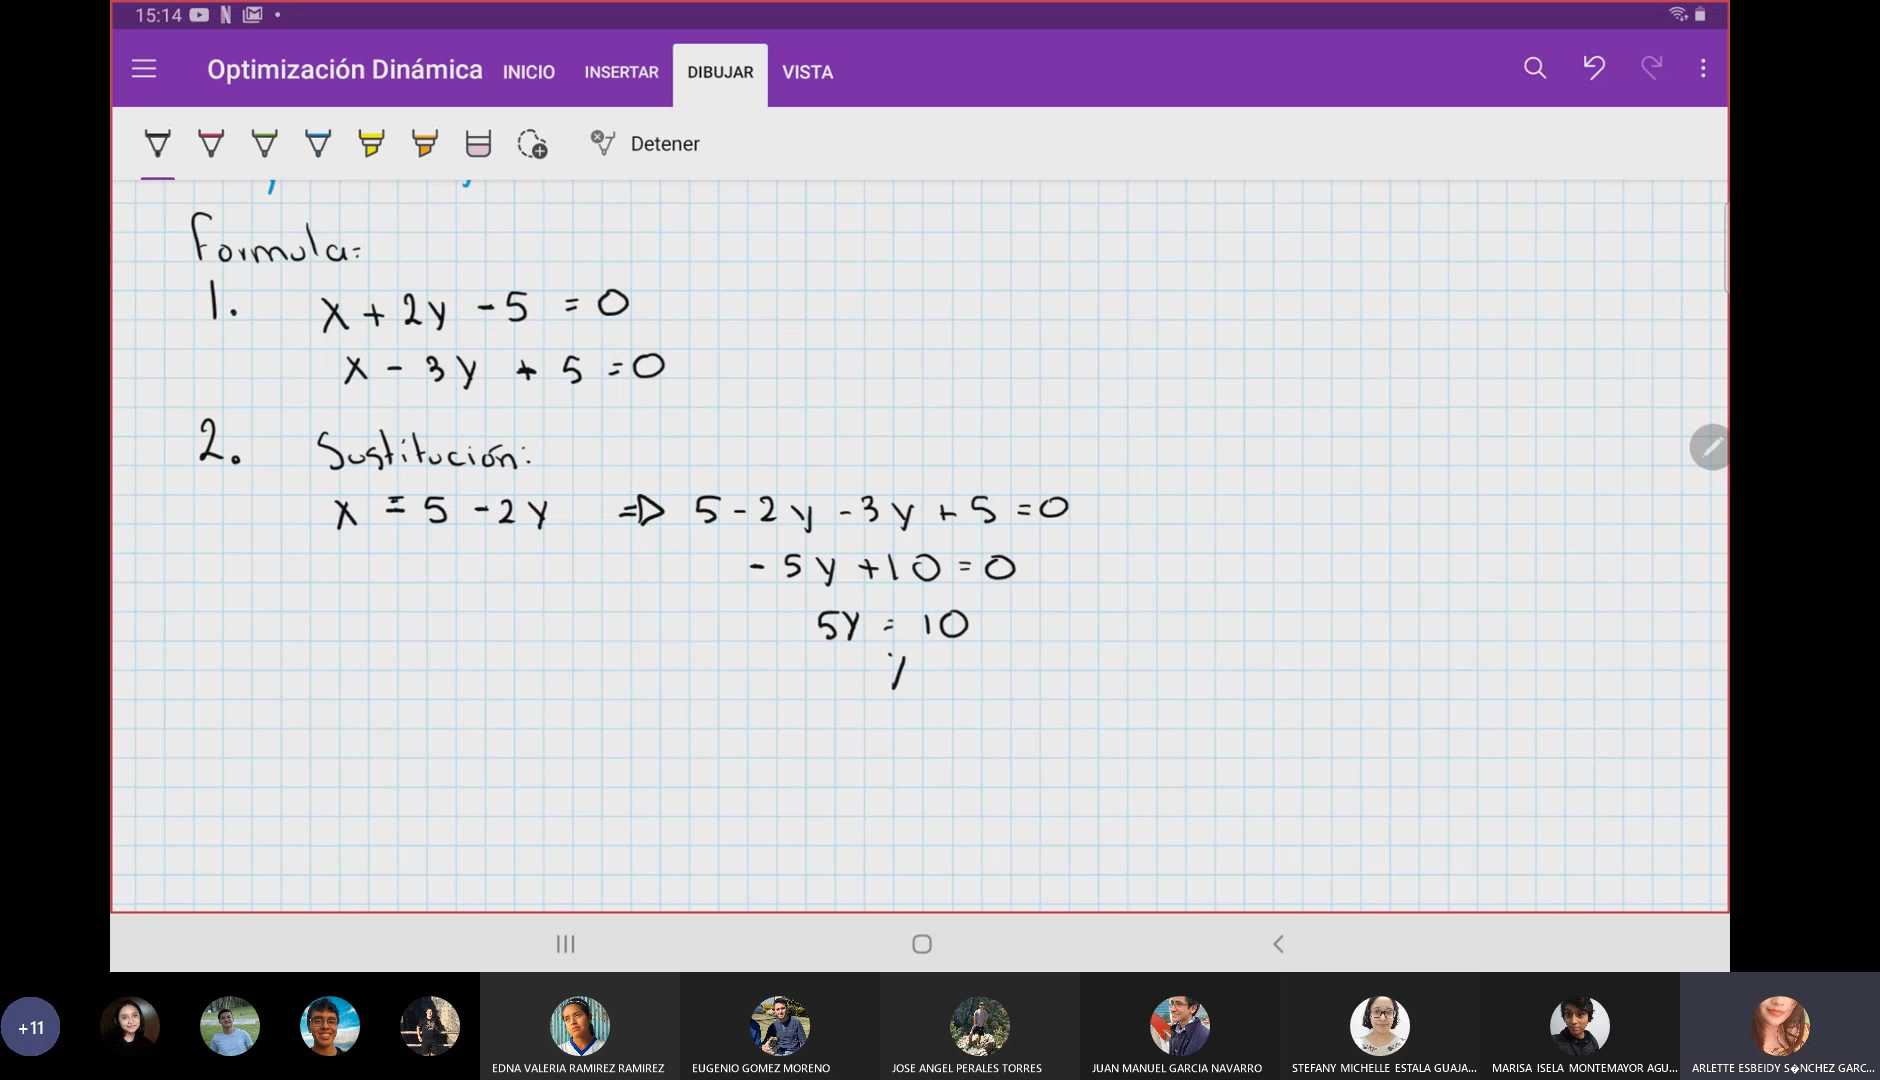 15:14
Optimización Dinámica INICIO INSERTAR DIBUJAR VISTA
Detener
Formula:
1. x + 2y - 5 = 0
x - 3y + 5 = 0
2. Sustitución:
x = 5 - 2y => 5 - 2y - 3y + 5 = 0
- 5y + 10 = 0
5y = 10
+11
EDNA VALERIA RAMIREZ RAMIREZ
EUGENIO GOMEZ MORENO
JOSE ANGEL PERALES TORRES
JUAN MANUEL GARCIA NAVARRO
STEFANY MICHELLE ESTALA GUAJA...
MARISA ISELA MONTEMAYOR AGU...
ARLETTE ESBEIDY S�NCHEZ GARC...